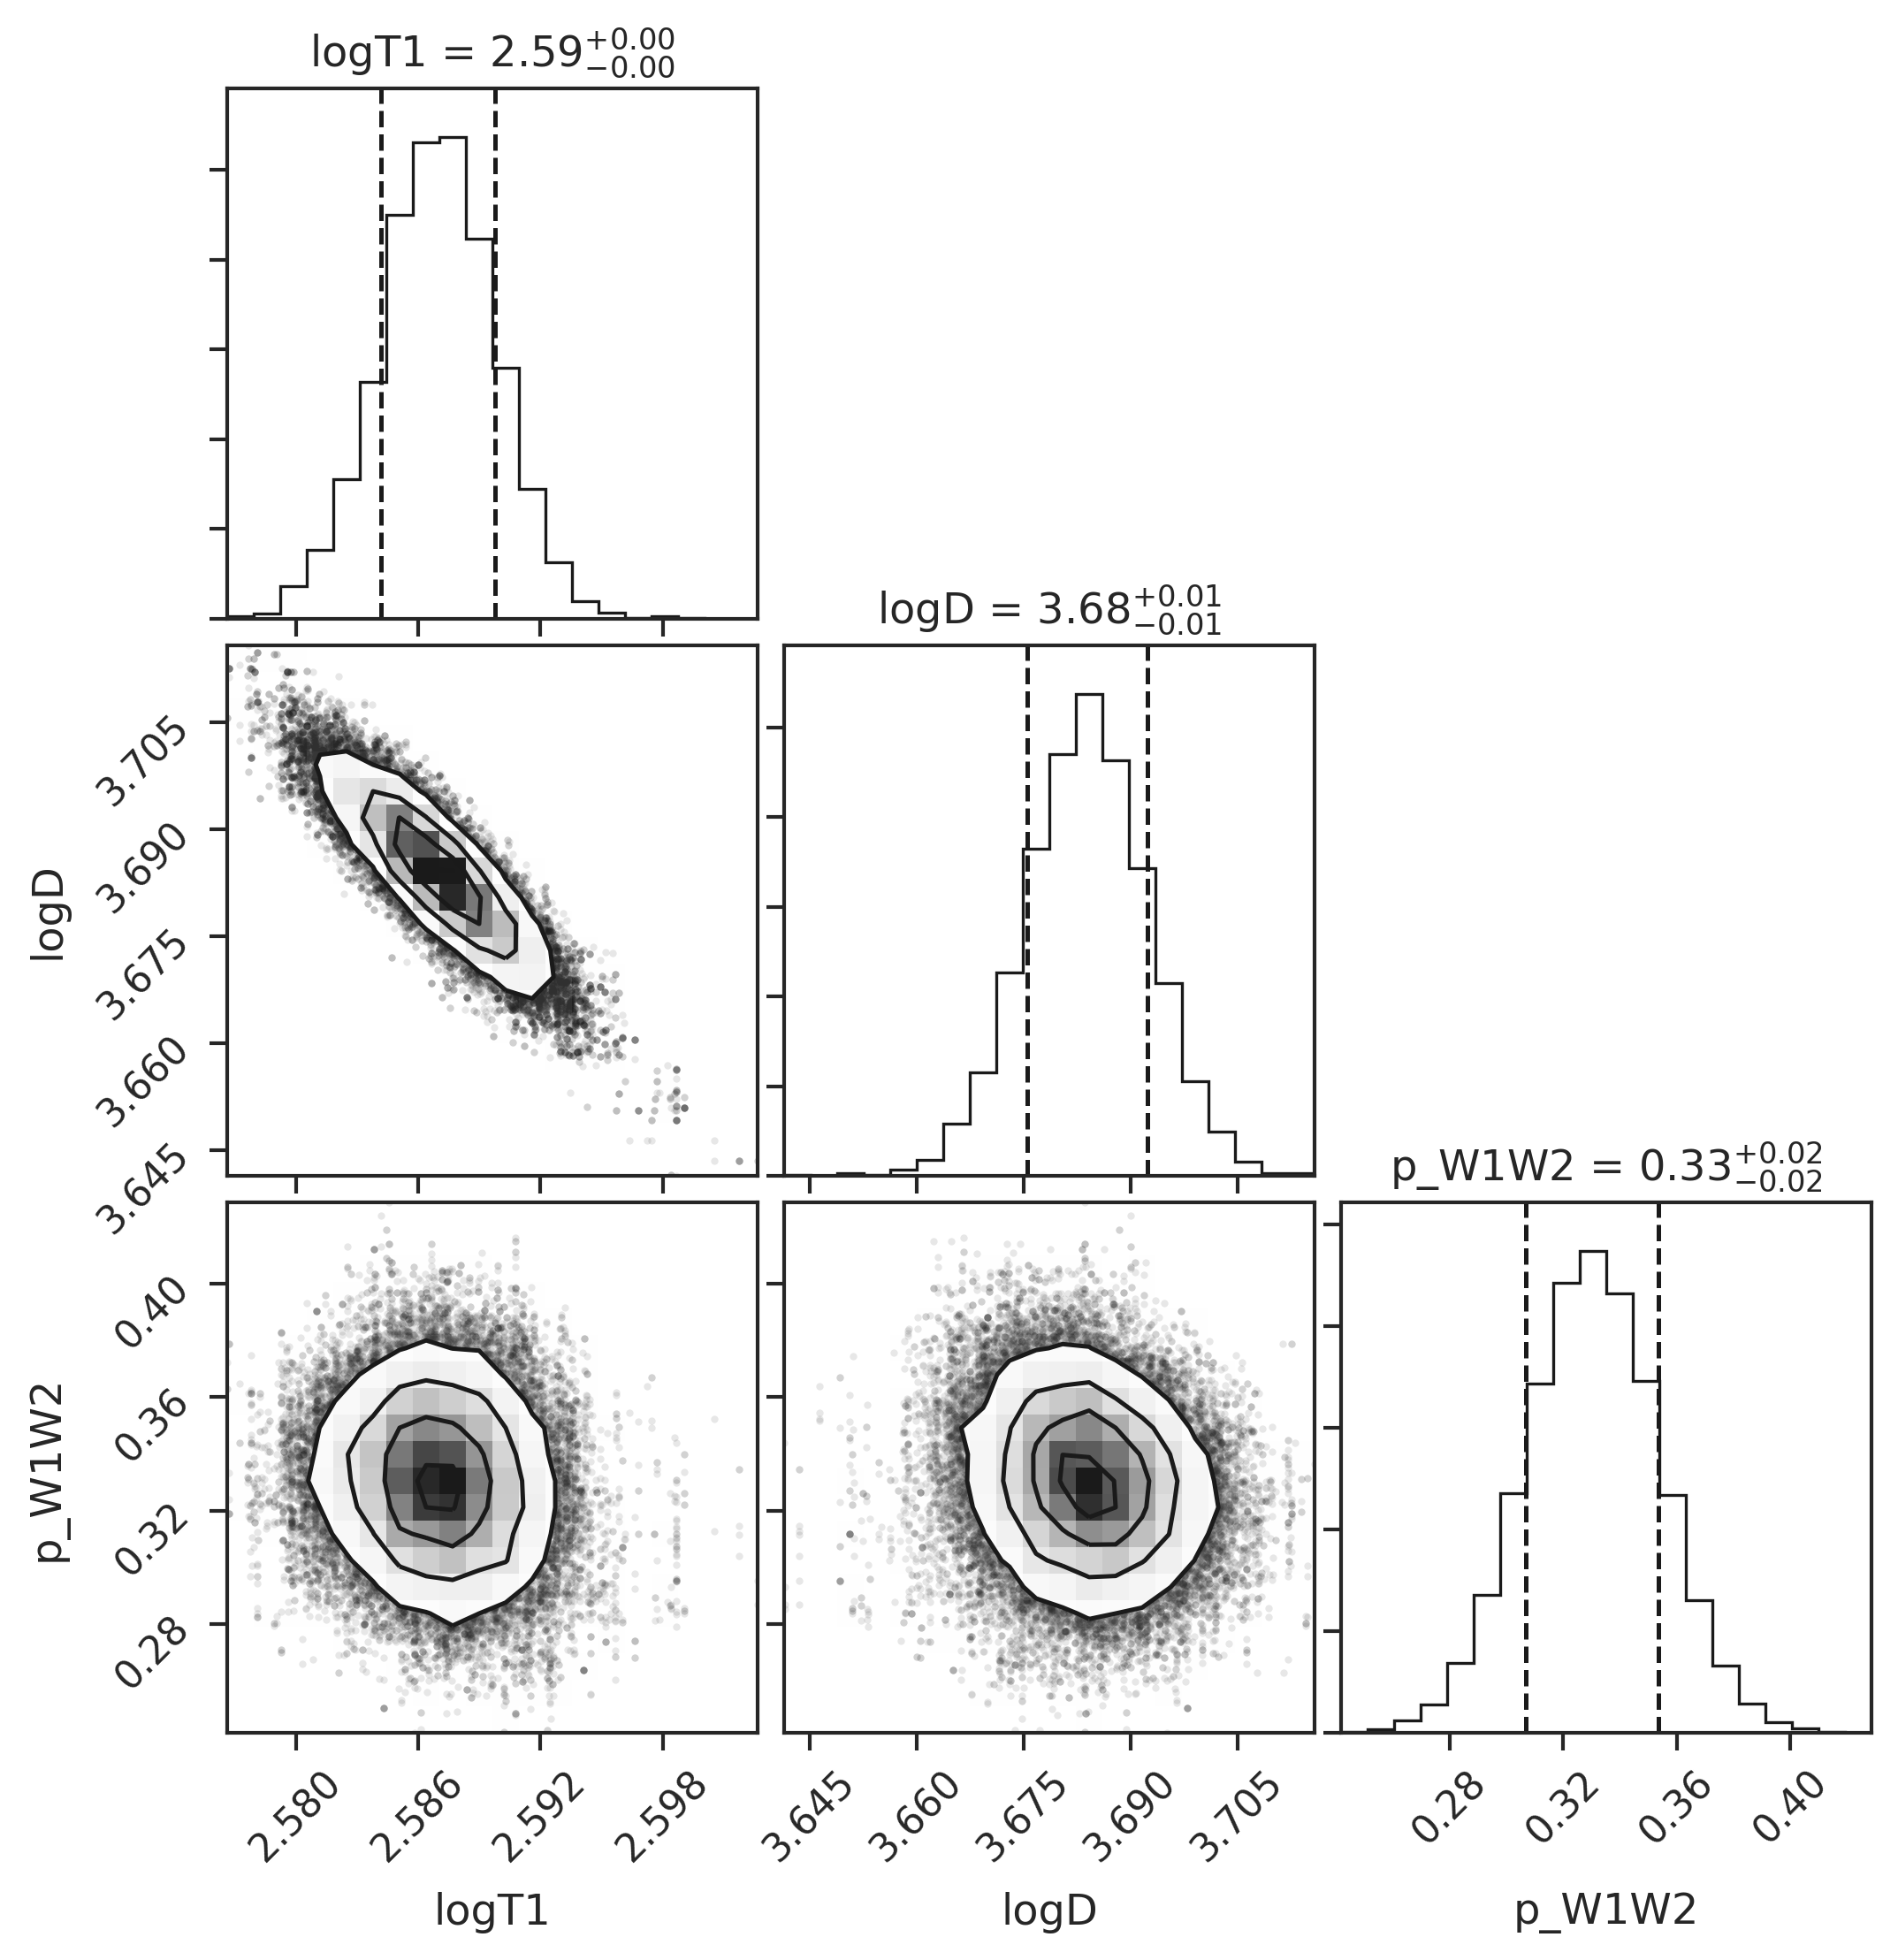 logT1 = 2.59+0.00−0.00
logD = 3.68+0.01−0.01
logD
3.705
3.690
3.675
3.660
3.645
p_W1W2 = 0.33+0.02−0.02
p_W1W2
0.40
0.36
0.32
0.28
2.580 2.586 2.592 2.598
3.645 3.660 3.675 3.690 3.705
0.28 0.32 0.36 0.40
logT1 logD p_W1W2